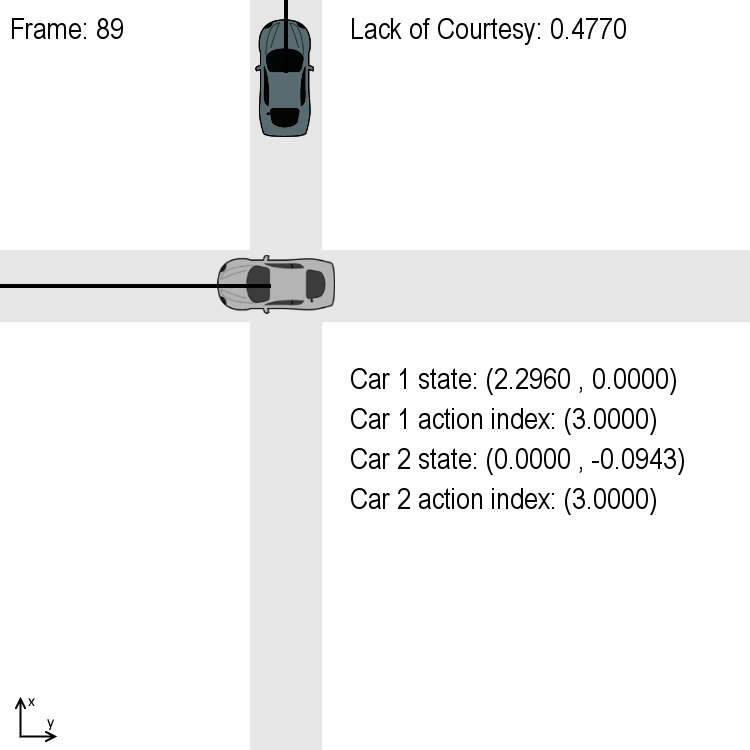 Frame: 89
Lack of Courtesy: 0.4770
Car 1 state: (2.2960 , 0.0000)
Car 1 action index: (3.0000)
Car 2 state: (0.0000 , -0.0943)
Car 2 action index: (3.0000)
x
y